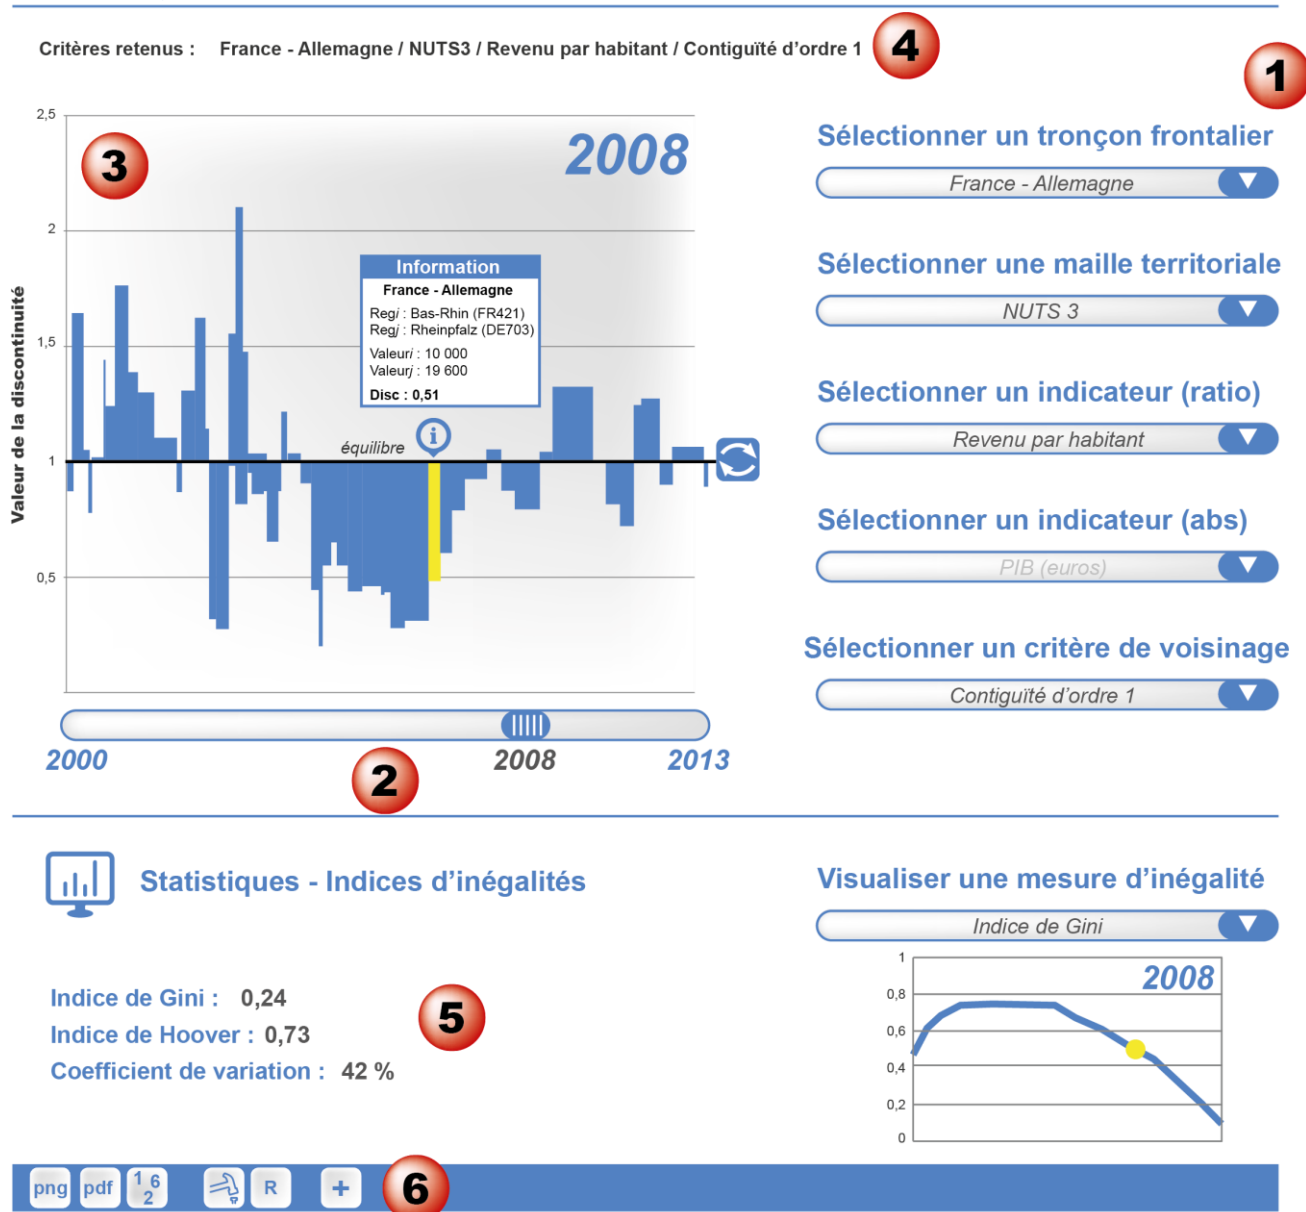 Critères retenus : France - Allemagne / NUTS3 / Revenu par habitant / Contiguïté d'ordre 1
4
1
3
2008
2,5
2
1,5
1
0,5
Valeur de la discontinuité
Information
France - Allemagne
Regi : Bas-Rhin (FR421)
Regj : Rheinpfalz (DE703)
Valeuri : 10 000
Valeurj : 19 600
Disc : 0,51
i
équilibre
2000
2008
2013
2
Sélectionner un tronçon frontalier
France - Allemagne
Sélectionner une maille territoriale
NUTS 3
Sélectionner un indicateur (ratio)
Revenu par habitant
Sélectionner un indicateur (abs)
PIB (euros)
Sélectionner un critère de voisinage
Contiguïté d'ordre 1
Statistiques - Indices d'inégalités
Indice de Gini : 0,24
Indice de Hoover : 0,73
Coefficient de variation : 42 %
5
Visualiser une mesure d'inégalité
Indice de Gini
2008
1
0,8
0,6
0,4
0,2
0
png pdf 1 6 2 R +
6